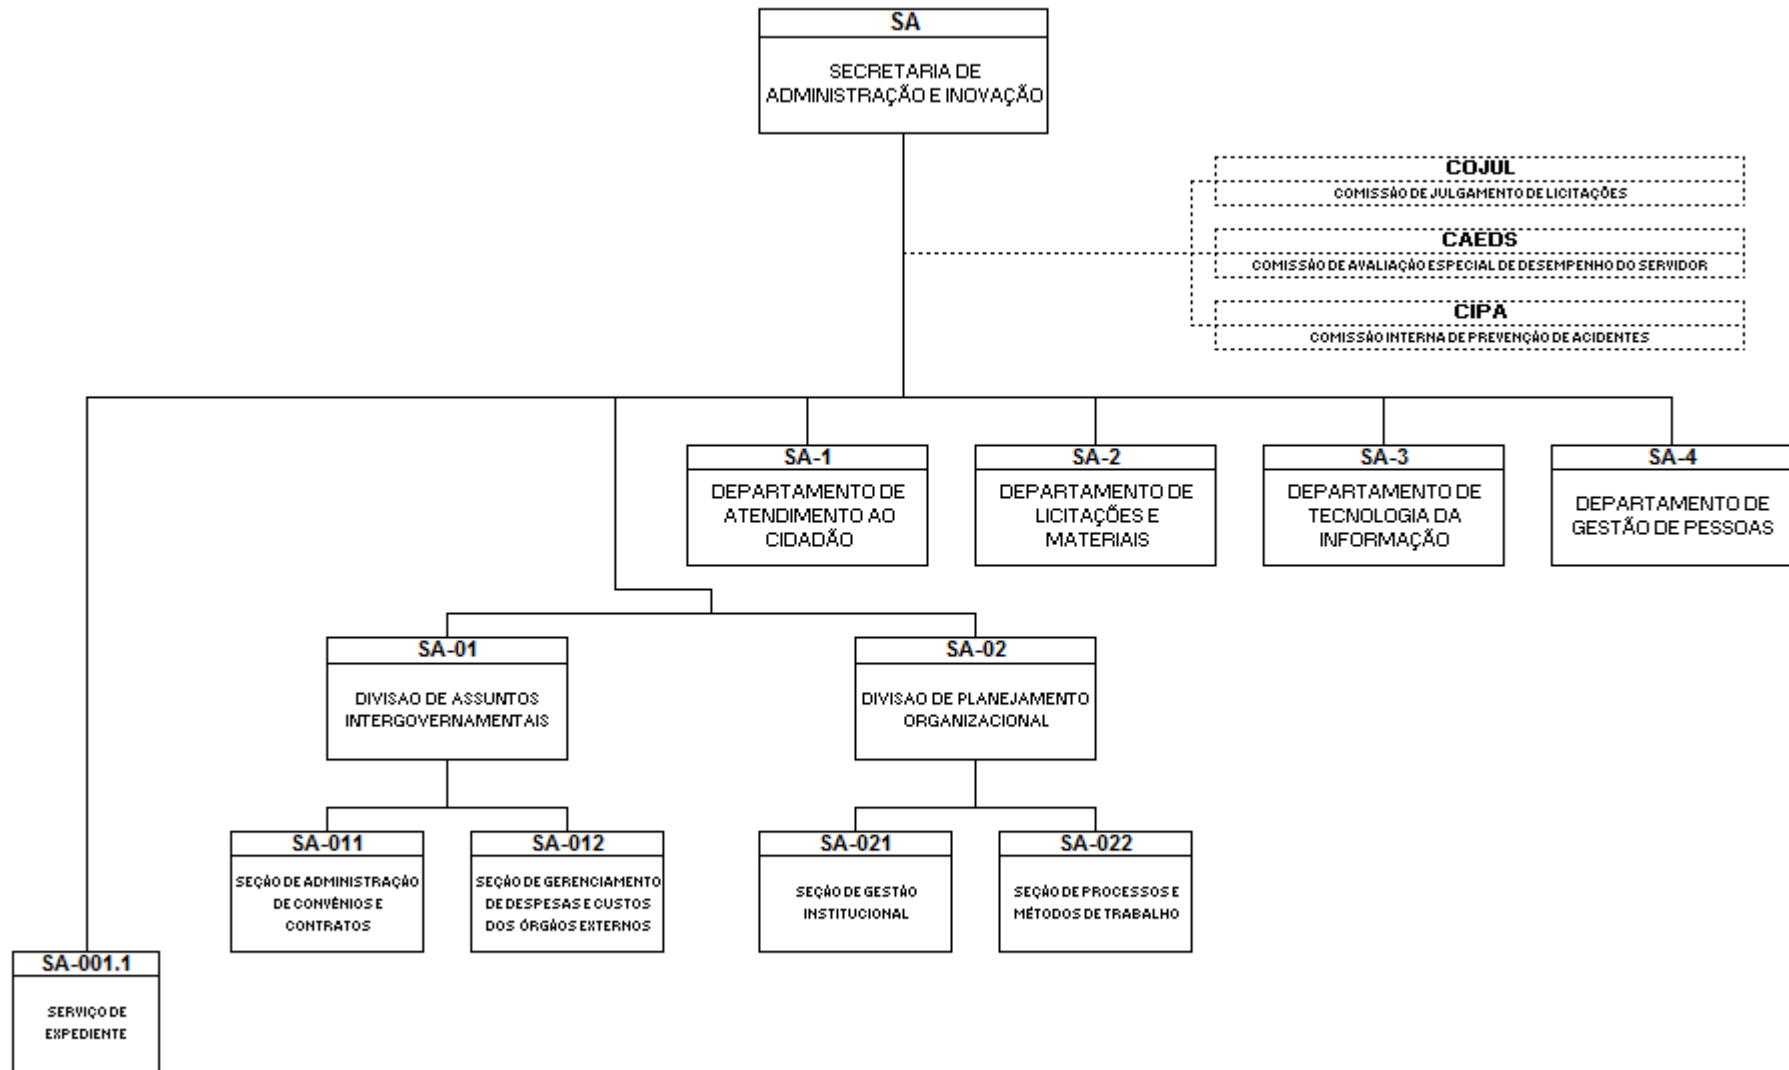 SA
SECRETARIA DE
ADMINISTRAÇÃO E INOVAÇÃO
COJUL
COMISSÃO DE JULGAMENTO DE LICITAÇÕES
CAEDS
COMISSÃO DE AVALIAÇÃO ESPECIAL DE DESEMPENHO DO SERVIDOR
CIPA
COMISSÃO INTERNA DE PREVENÇÃO DE ACIDENTES
SA-1
DEPARTAMENTO DE
ATENDIMENTO AO
CIDADÃO
SA-2
DEPARTAMENTO DE
LICITAÇÕES E
MATERIAIS
SA-3
DEPARTAMENTO DE
TECNOLOGIA DA
INFORMAÇÃO
SA-4
DEPARTAMENTO DE
GESTÃO DE PESSOAS
SA-01
DIVISAO DE ASSUNTOS
INTERGOVERNAMENTAIS
SA-02
DIVISAO DE PLANEJAMENTO
ORGANIZACIONAL
SA-011
SEÇÃO DE ADMINISTRAÇÃO
DE CONVÊNIOS E
CONTRATOS
SA-012
SEÇÃO DE GERENCIAMENTO
DE DESPESAS E CUSTOS
DOS ÓRGÃOS EXTERNOS
SA-021
SEÇÃO DE GESTÃO
INSTITUCIONAL
SA-022
SEÇÃO DE PROCESSOS E
MÉTODOS DE TRABALHO
SA-001.1
SERVIÇO DE
EXPEDIENTE